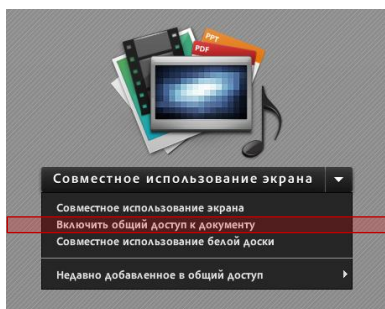 PPT
PDF
Совместное использование экрана
Совместное использование экрана
Включить общий доступ к документу
Совместное использование белой доски
Недавно добавленное в общий доступ